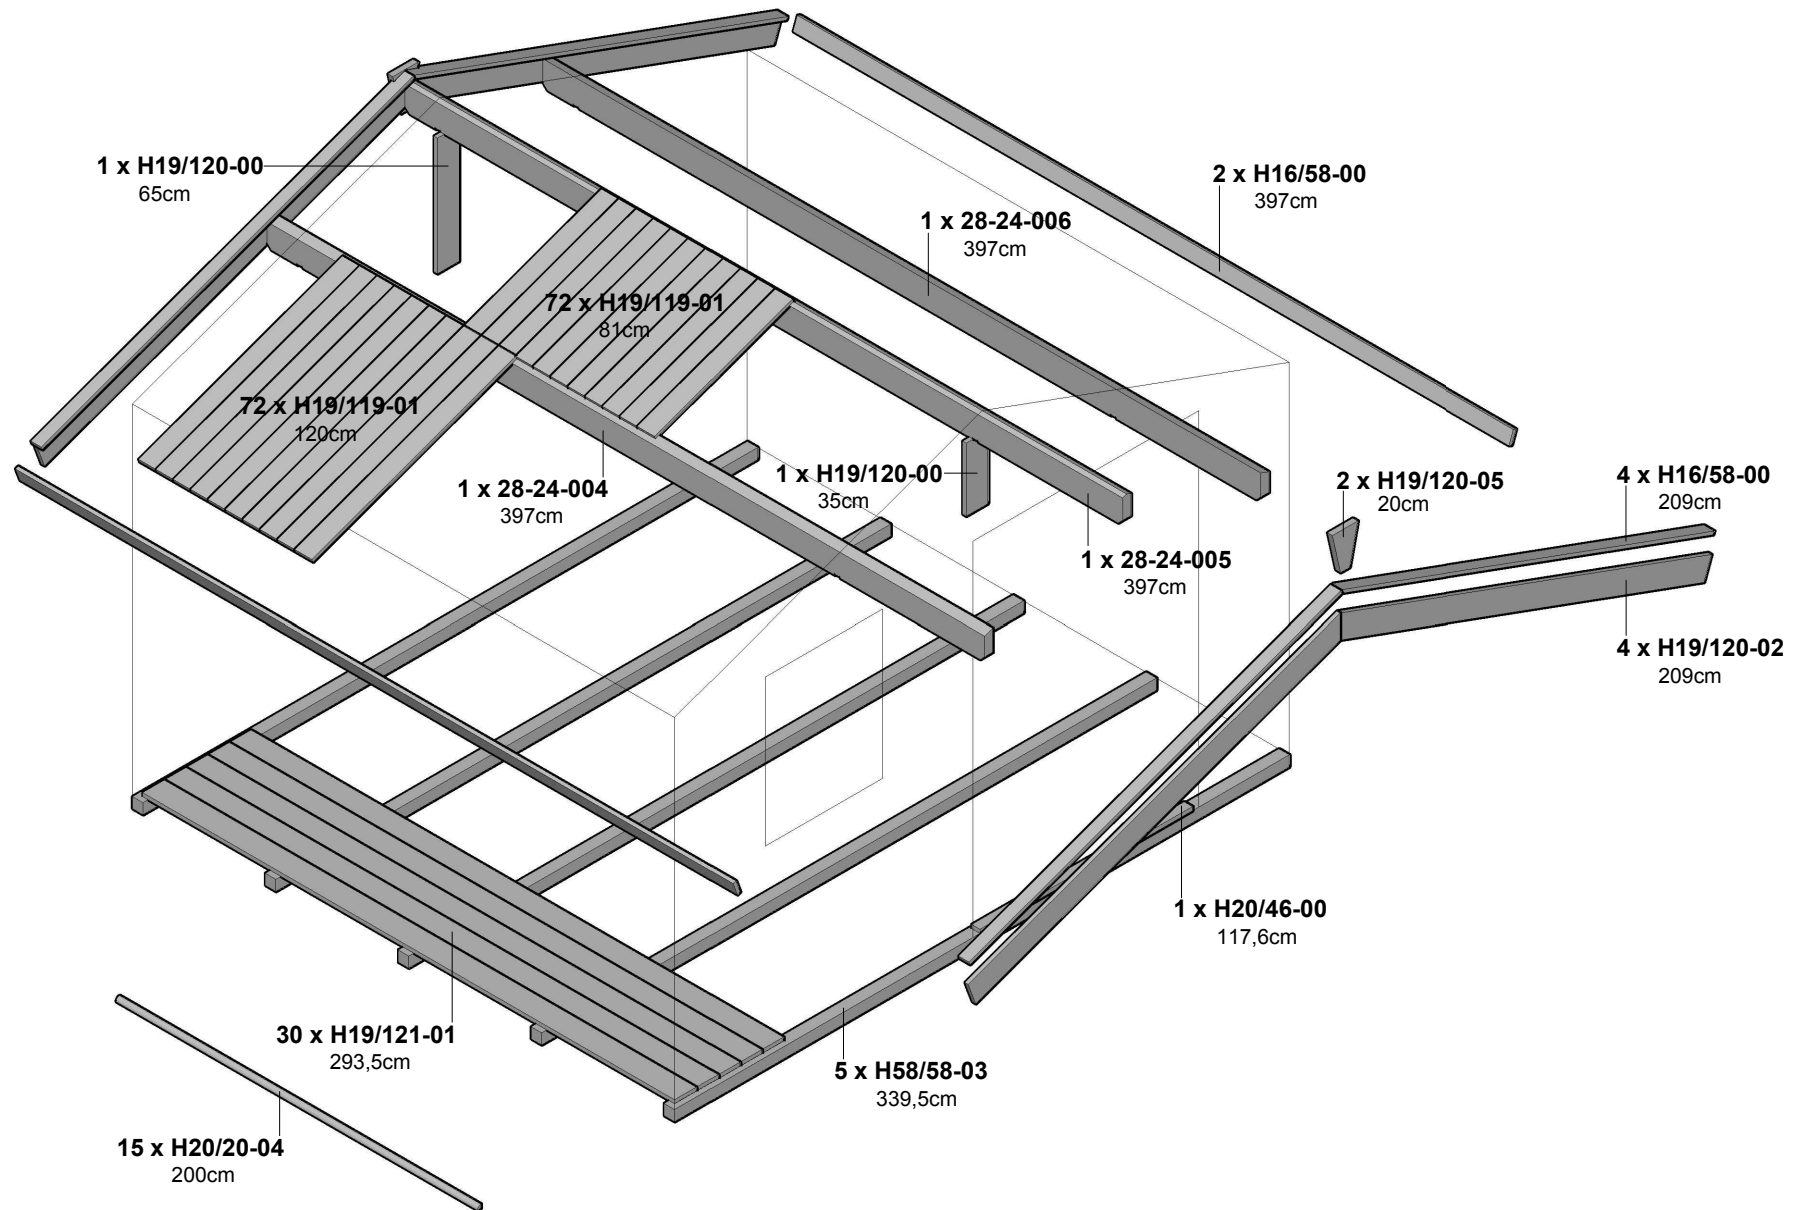 1 x H19/120-00
65cm
2 x H16/58-00
397cm
1 x 28-24-006
397cm
72 x H19/119-01
81cm
72 x H19/119-01
120cm
1 x 28-24-004
397cm
1 x H19/120-00
35cm
2 x H19/120-05
20cm
4 x H16/58-00
209cm
1 x 28-24-005
397cm
4 x H19/120-02
209cm
1 x H20/46-00
117,6cm
30 x H19/121-01
293,5cm
5 x H58/58-03
339,5cm
15 x H20/20-04
200cm